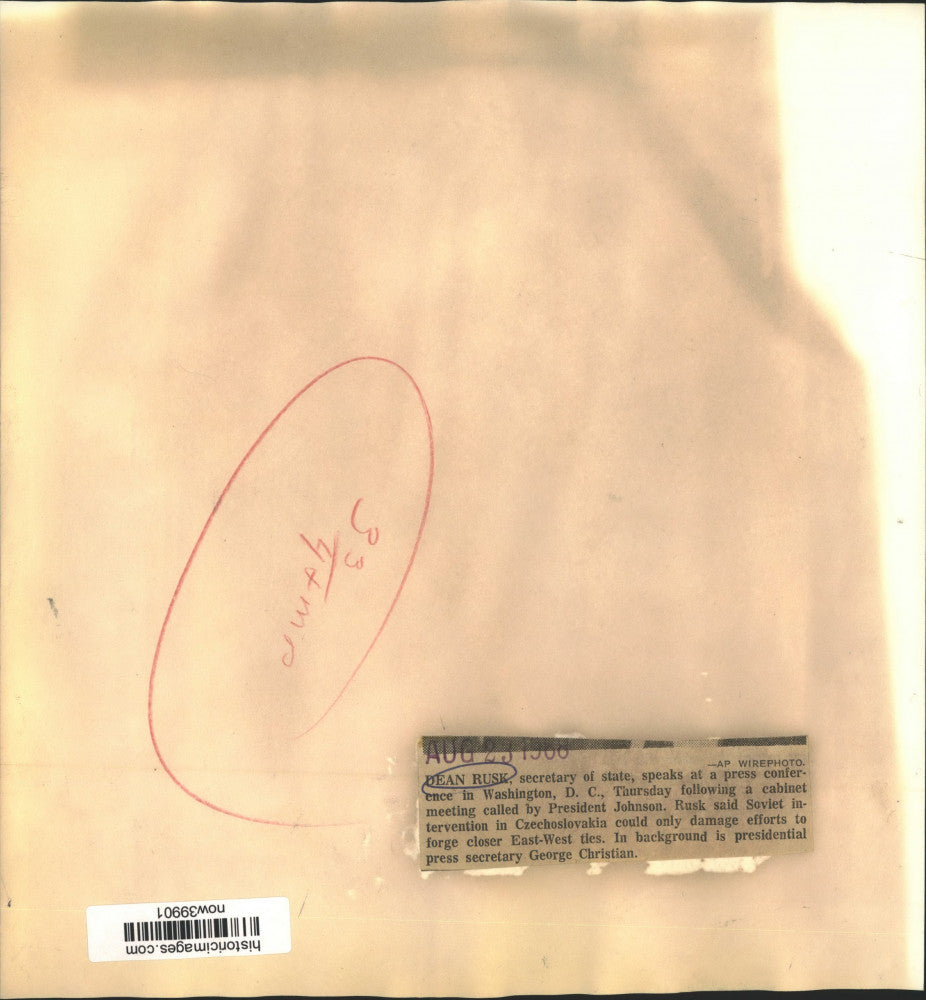 33
4 + m
AUG 23 1968
—AP WIREPHOTO.
DEAN RUSK, secretary of state, speaks at a press confer-
ence in Washington, D. C., Thursday following a cabinet
meeting called by President Johnson. Rusk said Soviet in-
tervention in Czechoslovakia could only damage efforts to
forge closer East-West ties. In background is presidential
press secretary George Christian.
historicimages.com
now39901